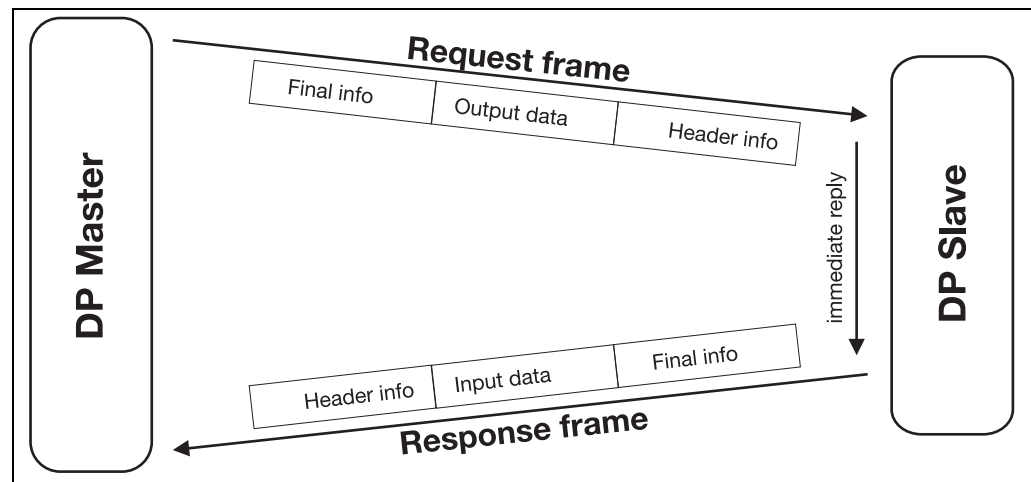 Request frame
Final info
Output data
Header info
DP Master
immediate reply
DP Slave
Header info
Input data
Final info
Response frame